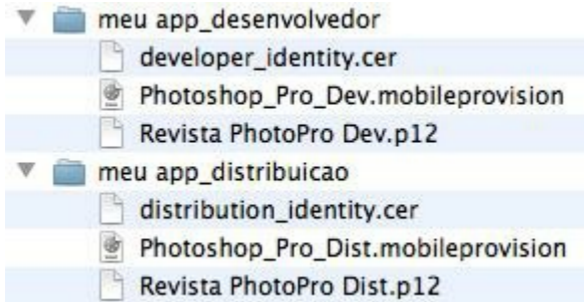 meu app_desenvolvedor
developer_identity.cer
Photoshop_Pro_Dev.mobileprovision
Revista PhotoPro Dev.p12
meu app_distribuicao
distribution_identity.cer
Photoshop_Pro_Dist.mobileprovision
Revista PhotoPro Dist.p12